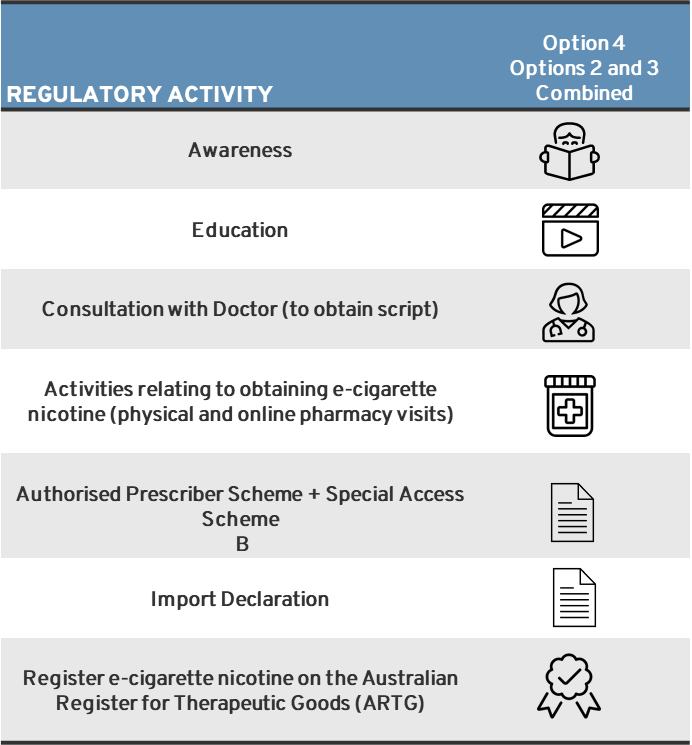 Option 4
Options 2 and 3
Combined
REGULATORY ACTIVITY
Awareness
Education
Consultation with Doctor (to obtain script)
Activities relating to obtaining e-cigarette
nicotine (physical and online pharmacy visits)
Authorised Prescriber Scheme + Special Access
Scheme
B
Import Declaration
Register e-cigarette nicotine on the Australian
Register for Therapeutic Goods (ARTG)